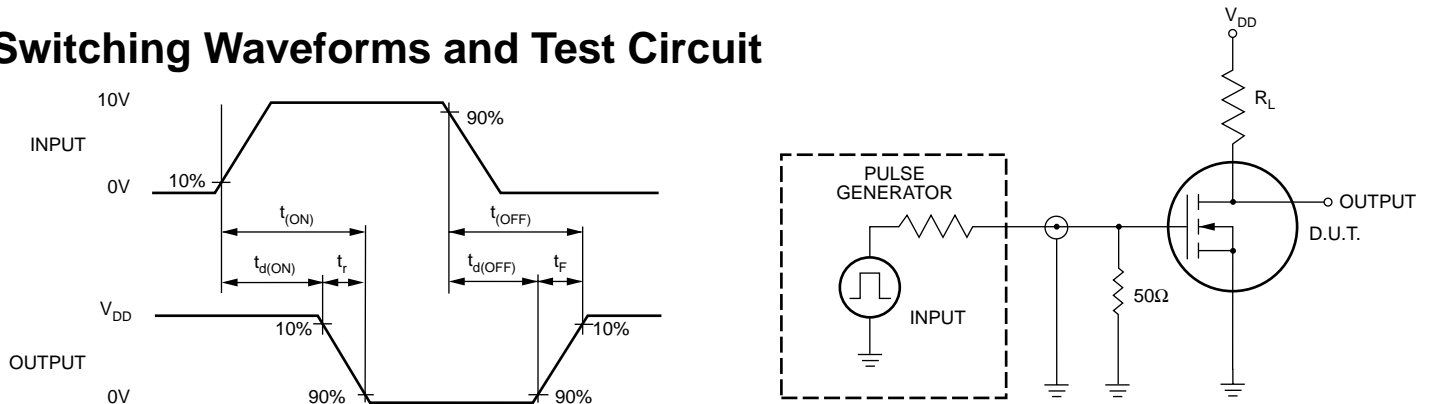 Switching Waveforms and Test Circuit
10V
INPUT
0V
10%
90%
t(ON)
t(OFF)
td(ON)
tr
td(OFF)
tF
VDD
OUTPUT
0V
10%
90%
10%
90%
VDD
RL
PULSE
GENERATOR
INPUT
50Ω
OUTPUT
D.U.T.